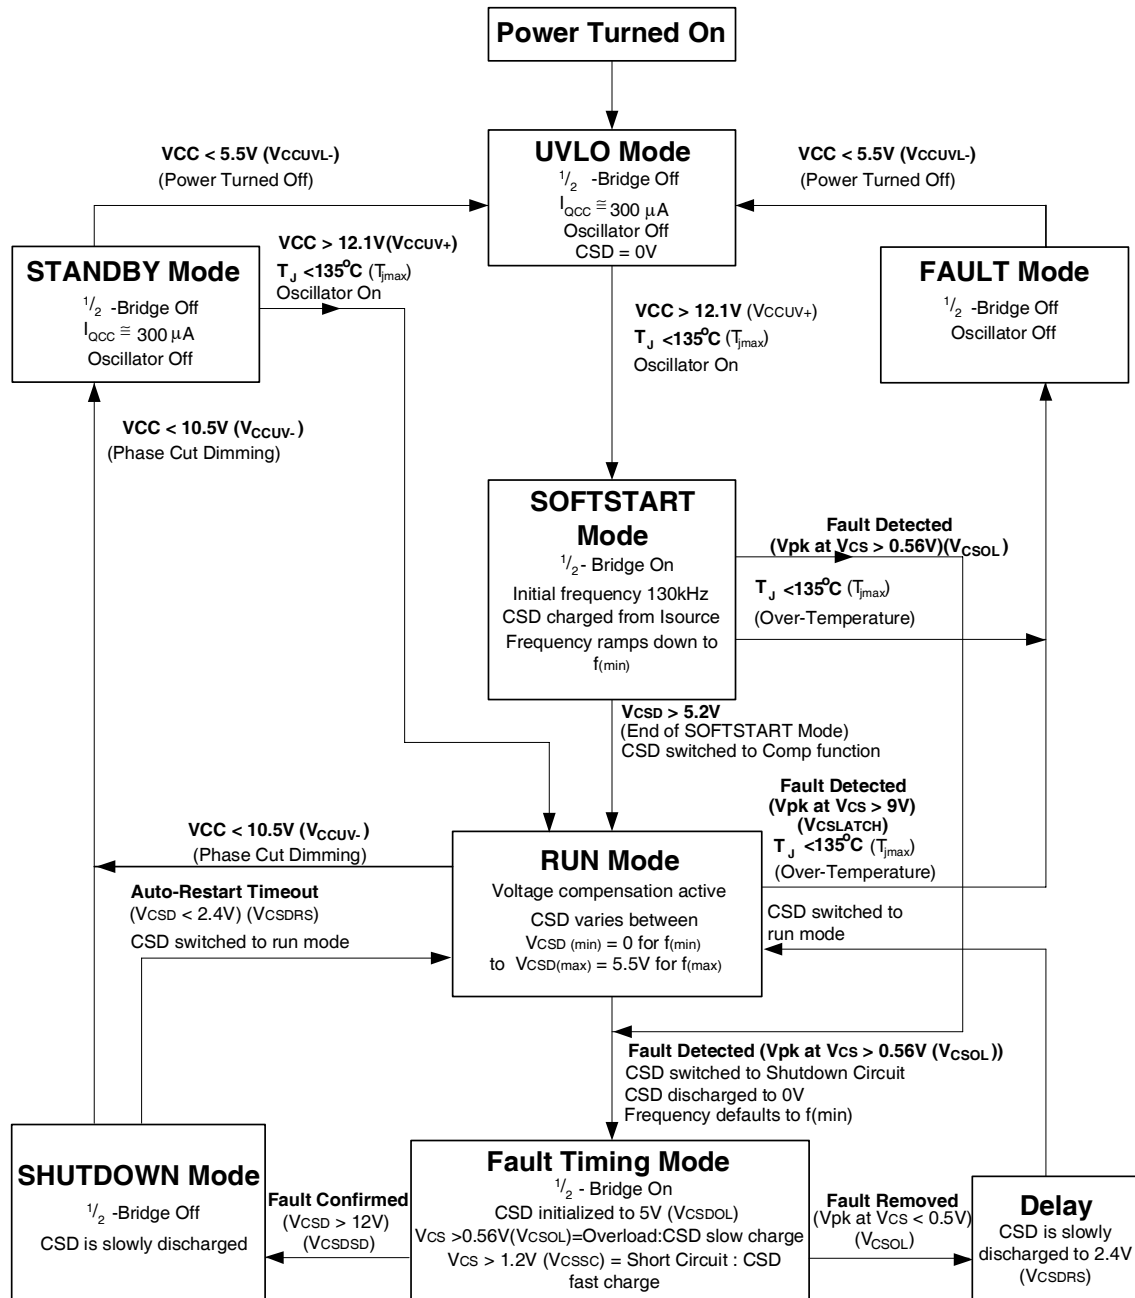 Power Turned On
VCC < 5.5V (VCCUVL-)
(Power Turned Off)
UVLO Mode
1/2 -Bridge Off
IQCC ≅ 300 μA
Oscillator Off
CSD = 0V
VCC < 5.5V (VCCUVL-)
(Power Turned Off)
STANDBY Mode
1/2 -Bridge Off
IQCC ≅ 300 μA
Oscillator Off
VCC > 12.1V(VCCUV+)
TJ <135°C (Tjmax)
Oscillator On
FAULT Mode
1/2 -Bridge Off
Oscillator Off
VCC > 12.1V (VCCUV+)
TJ <135°C (Tjmax)
Oscillator On
VCC < 10.5V (VCCUV-)
(Phase Cut Dimming)
SOFTSTART
Mode
1/2- Bridge On
Initial frequency 130kHz
CSD charged from Isource
Frequency ramps down to
f(min)
Fault Detected
(Vpk at VCS > 0.56V)(VCSOL)
TJ <135°C (Tjmax)
(Over-Temperature)
VCSD > 5.2V
(End of SOFTSTART Mode)
CSD switched to Comp function
Fault Detected
(Vpk at VCS > 9V)
(VCSLATCH)
TJ <135°C (Tjmax)
(Over-Temperature)
VCC < 10.5V (VCCUV-)
(Phase Cut Dimming)
RUN Mode
Voltage compensation active
CSD varies between
VCSD (min) = 0 for f(min)
to VCSD(max) = 5.5V for f(max)
Auto-Restart Timeout
(VCSD < 2.4V) (VCSDRS)
CSD switched to run mode
CSD switched to
run mode
Fault Detected (Vpk at VCS > 0.56V (VCSOL))
CSD switched to Shutdown Circuit
CSD discharged to 0V
Frequency defaults to f(min)
SHUTDOWN Mode
1/2 -Bridge Off
CSD is slowly discharged
Fault Confirmed
(VCSD > 12V)
(VCSDSD)
Fault Timing Mode
1/2 - Bridge On
CSD initialized to 5V (VCSDOL)
VCS >0.56V(VCSOL)=Overload:CSD slow charge
VCS > 1.2V (VCSSC) = Short Circuit : CSD
fast charge
Fault Removed
(Vpk at VCS < 0.5V)
(VCSOL)
Delay
CSD is slowly
discharged to 2.4V
(VCSDRS)